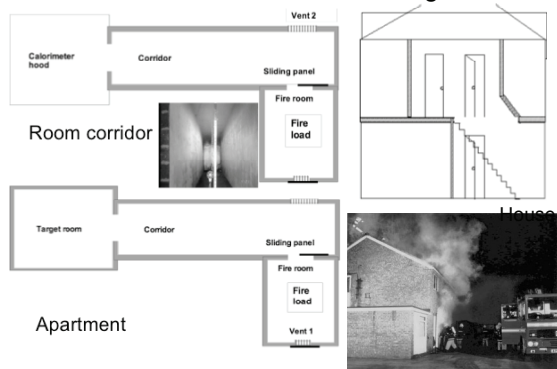 Vent 2
Calorimeter
hood
Corridor
Sliding panel
Fire room
Fire
load
Room corridor
House
Target room
Corridor
Sliding panel
Fire room
Fire
load
Vent 1
Apartment